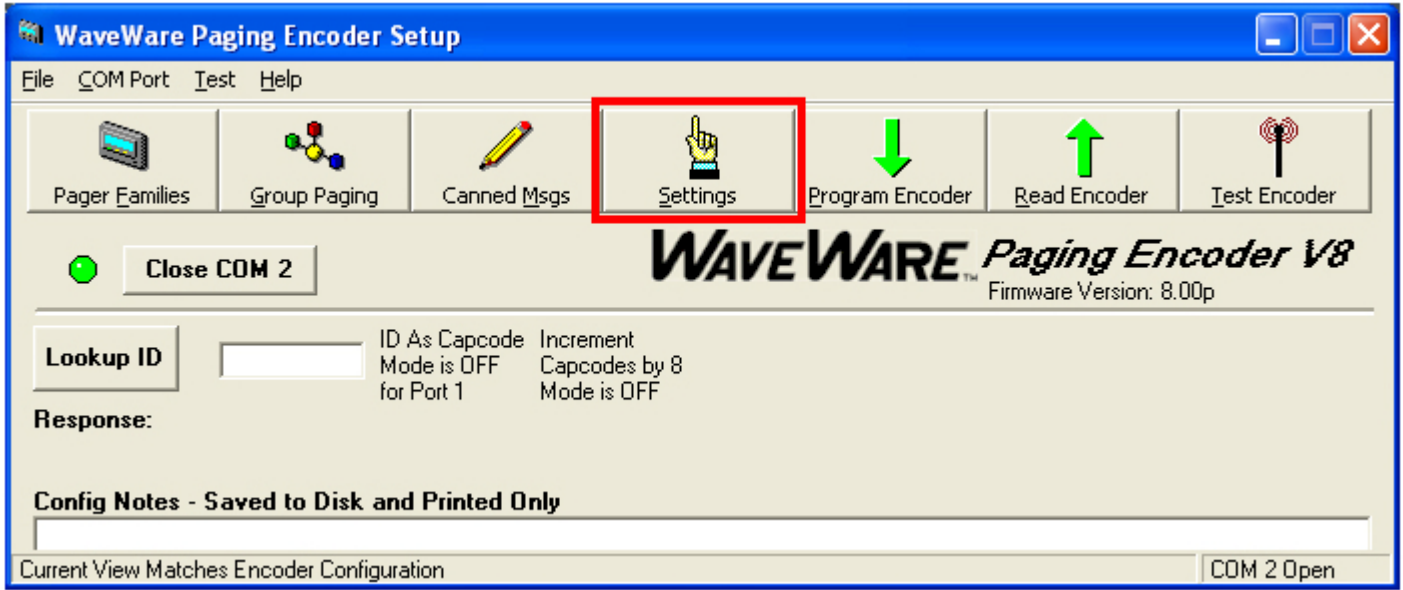 WaveWare Paging Encoder Setup
File COM Port Test Help
Pager Families Group Paging Canned Msgs Settings Program Encoder Read Encoder Test Encoder
Close COM 2
WAVEWARE™ Paging Encoder V8
Firmware Version: 8.00p
Lookup ID
ID As Capcode
Mode is OFF
for Port 1
Increment
Capcodes by 8
Mode is OFF
Response:
Config Notes - Saved to Disk and Printed Only
Current View Matches Encoder Configuration COM 2 Open